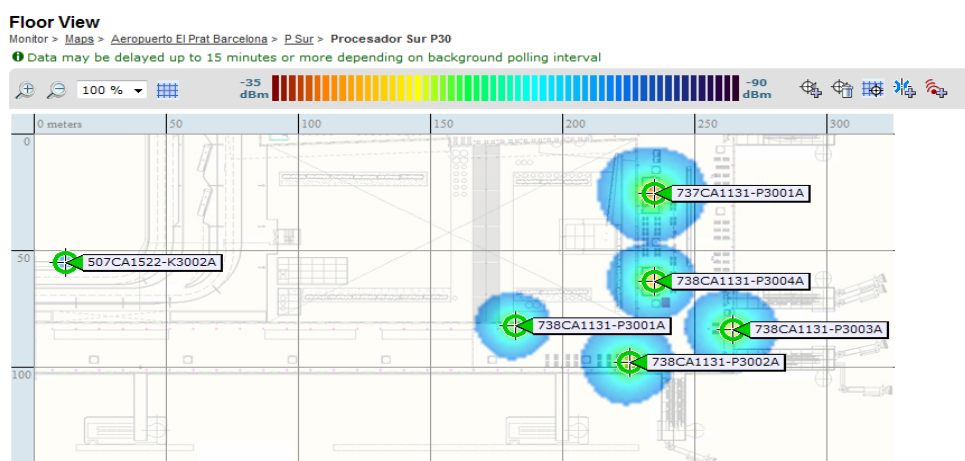 Floor View
Monitor > Maps > Aeropuerto El Prat Barcelona > P Sur > Procesador Sur P30
Data may be delayed up to 15 minutes or more depending on background polling interval
100 %
-35 dBm
-90 dBm
0 meters 50 100 150 200 250 300
0
737CA1131-P3001A
50
507CA1522-K3002A
738CA1131-P3004A
738CA1131-P3001A
738CA1131-P3003A
738CA1131-P3002A
100